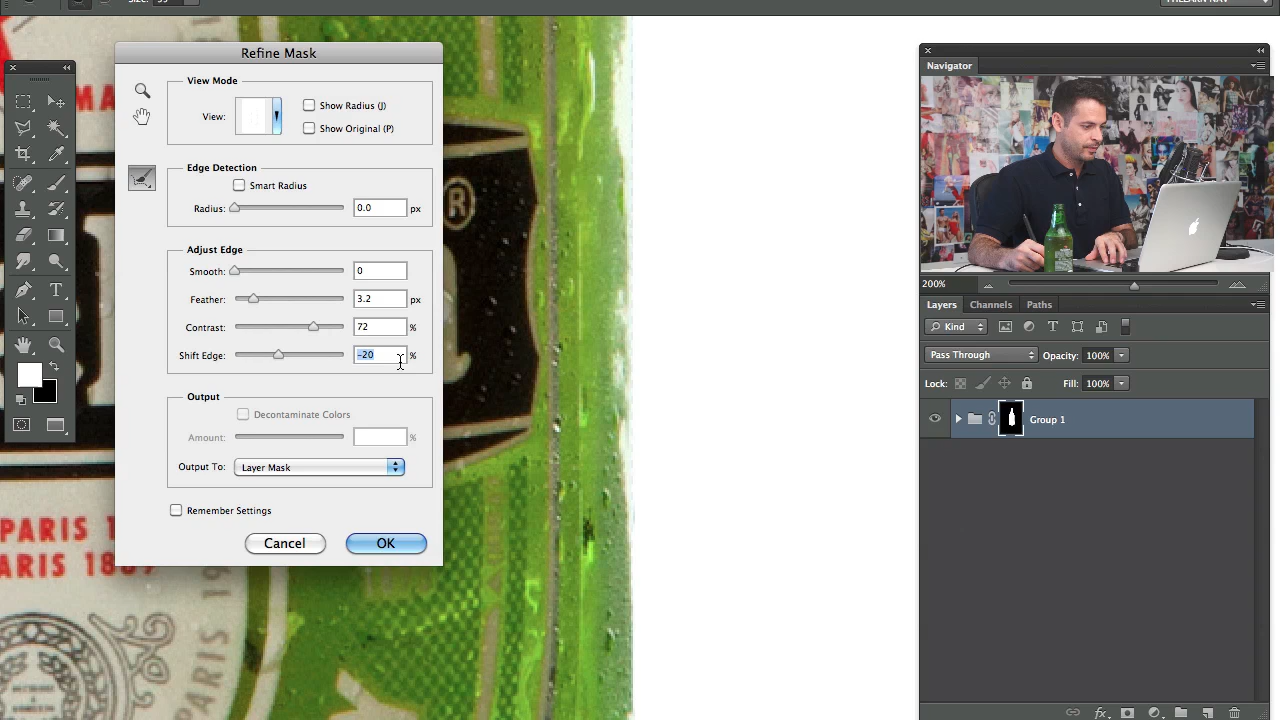 Refine Mask
View Mode
View:
Show Radius (J)
Show Original (P)
Edge Detection
Smart Radius
Radius:
0.0
px
Adjust Edge
Smooth:
0
Feather:
3.2
px
Contrast:
72
%
Shift Edge:
-20
%
Output
Decontaminate Colors
Amount:
%
Output To:
Layer Mask
Remember Settings
Cancel
OK
PARIS
PARIS 1889
PARIS
®
Navigator
200%
Layers
Channels
Paths
Kind
Pass Through
Opacity:
100%
Lock:
Fill:
100%
Group 1
fx